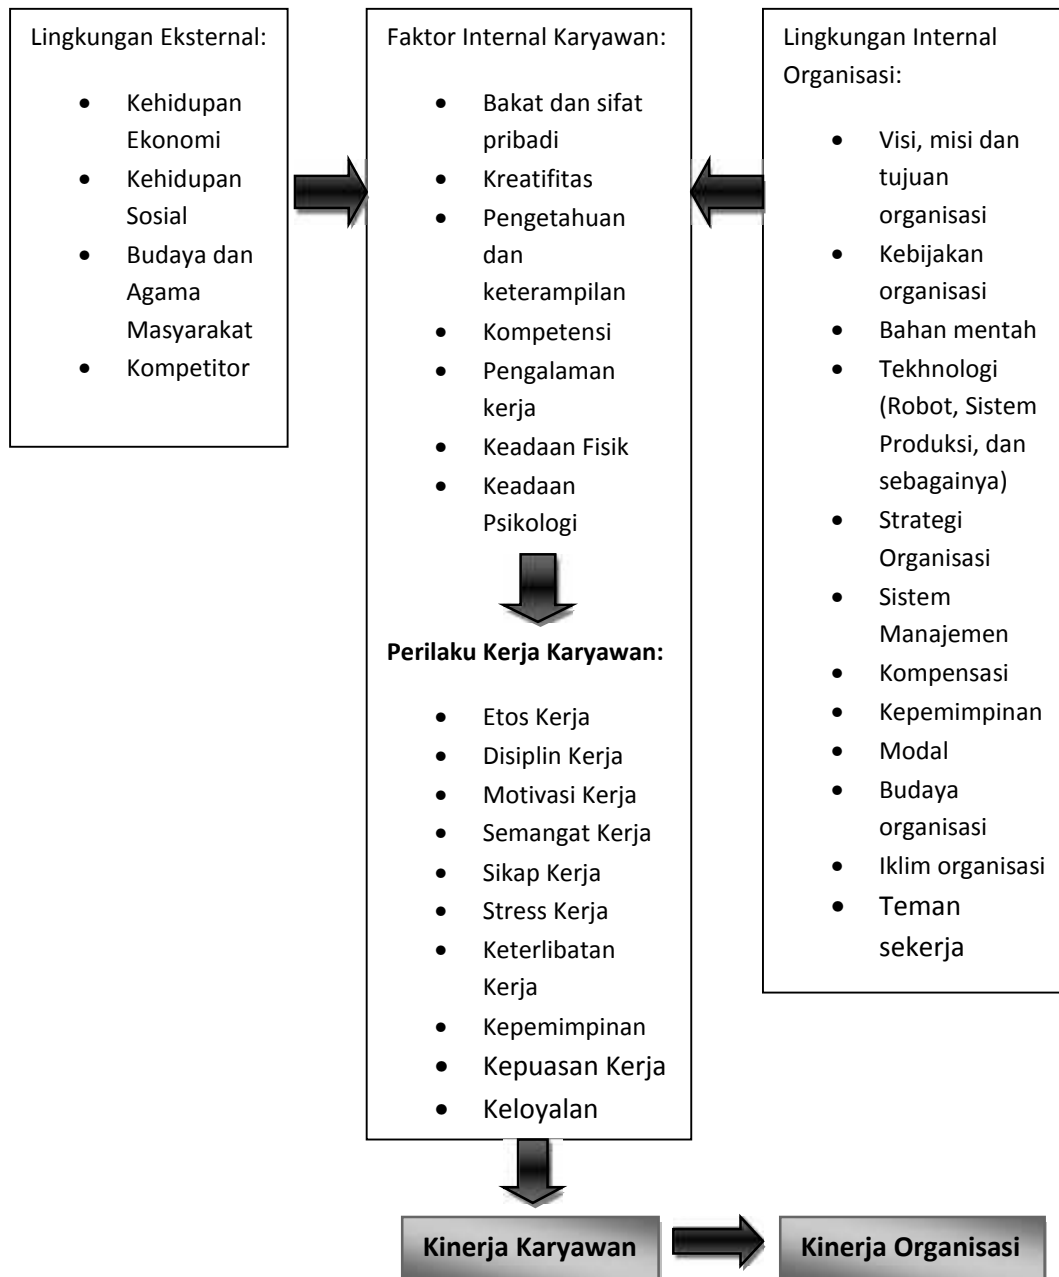 Lingkungan Eksternal:
• Kehidupan
Ekonomi
• Kehidupan
Sosial
• Budaya dan
Agama
Masyarakat
• Kompetitor
Faktor Internal Karyawan:
• Bakat dan sifat
pribadi
• Kreatifitas
• Pengetahuan
dan
keterampilan
• Kompetensi
• Pengalaman
kerja
• Keadaan Fisik
• Keadaan
Psikologi
Perilaku Kerja Karyawan:
• Etos Kerja
• Disiplin Kerja
• Motivasi Kerja
• Semangat Kerja
• Sikap Kerja
• Stress Kerja
• Keterlibatan
Kerja
• Kepemimpinan
• Kepuasan Kerja
• Keloyalan
Lingkungan Internal
Organisasi:
• Visi, misi dan
tujuan
organisasi
• Kebijakan
organisasi
• Bahan mentah
• Tekhnologi
(Robot, Sistem
Produksi, dan
sebagainya)
• Strategi
Organisasi
• Sistem
Manajemen
• Kompensasi
• Kepemimpinan
• Modal
• Budaya
organisasi
• Iklim organisasi
• Teman
sekerja
Kinerja Karyawan
Kinerja Organisasi